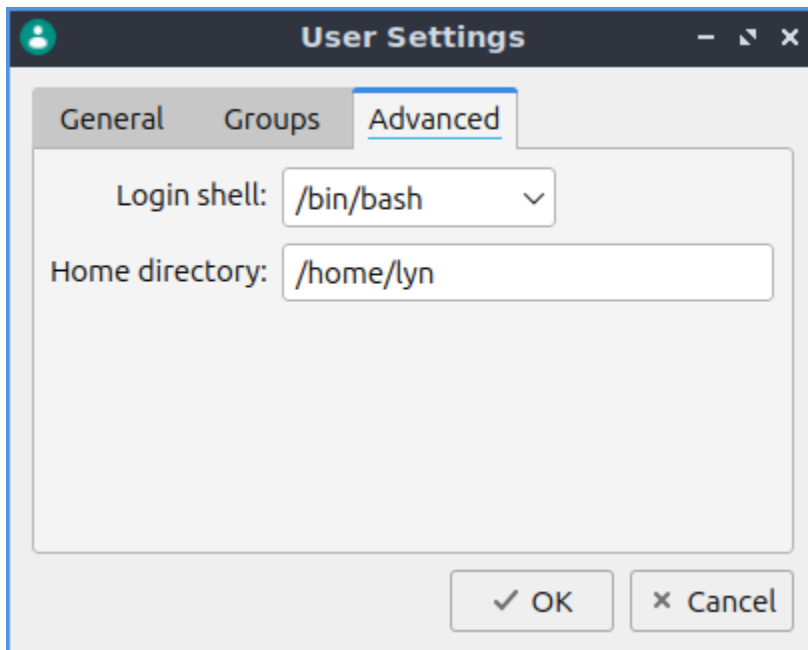 User Settings
General Groups Advanced
Login shell: /bin/bash
Home directory: /home/lyn
OK Cancel